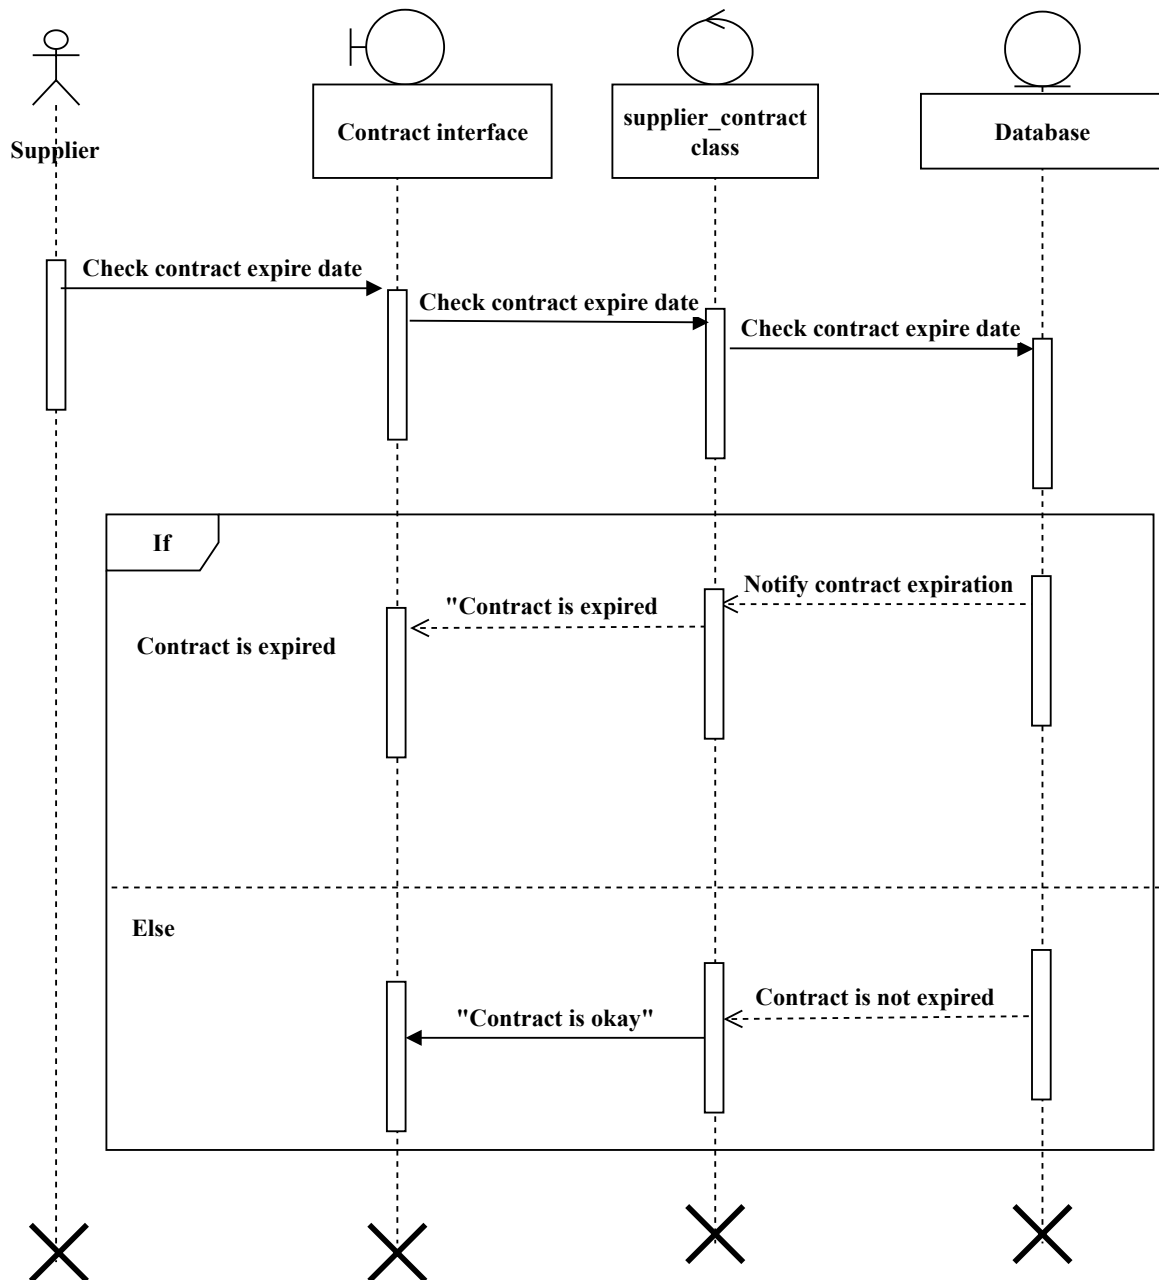 Supplier
Contract interface
supplier_contract
class
Database
Check contract expire date
Check contract expire date
Check contract expire date
If
Notify contract expiration
"Contract is expired
Contract is expired
Else
Contract is not expired
"Contract is okay"